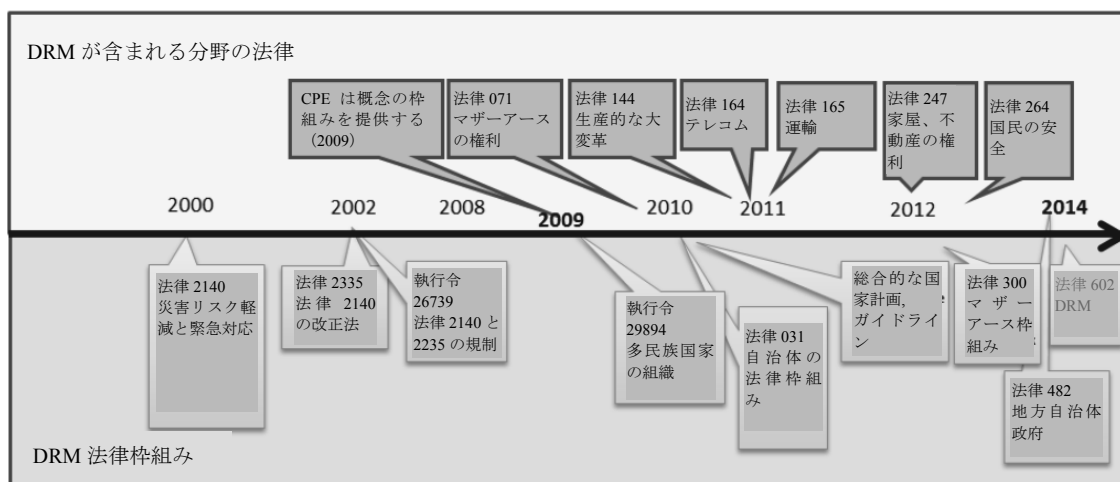 DRM が含まれる分野の法律
CPE は概念の枠
組みを提供する
（2009）
法律 071
マザーアース
の権利
法律 144
生産的な大
変革
法律 164
テレコム
法律 165
運輸
法律 247
家屋、不
動産の権
利
法律 264
国民の安
全
2000
2002
2008
2009
2010
2011
2012
2014
法律 2140
災害リスク軽
減と緊急対応
法律 2335
法律 2140
の改正法
執行令
26739
法律 2140 と
2235 の規制
執行令
29894
多民族国家
の組織
法律 031
自治体の
法律枠組
み
総合的な国
家計画,
ガイドライ
ン
法律 300
マザー
アース枠
組み
法律 482
地方自治体
政府
法律 602
DRM
DRM 法律枠組み